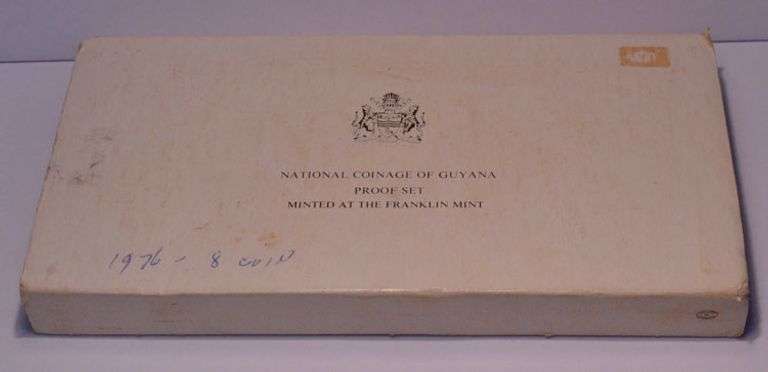 NATIONAL COINAGE OF GUYANA
PROOF SET
MINTED AT THE FRANKLIN MINT
1976 - 8 COIN